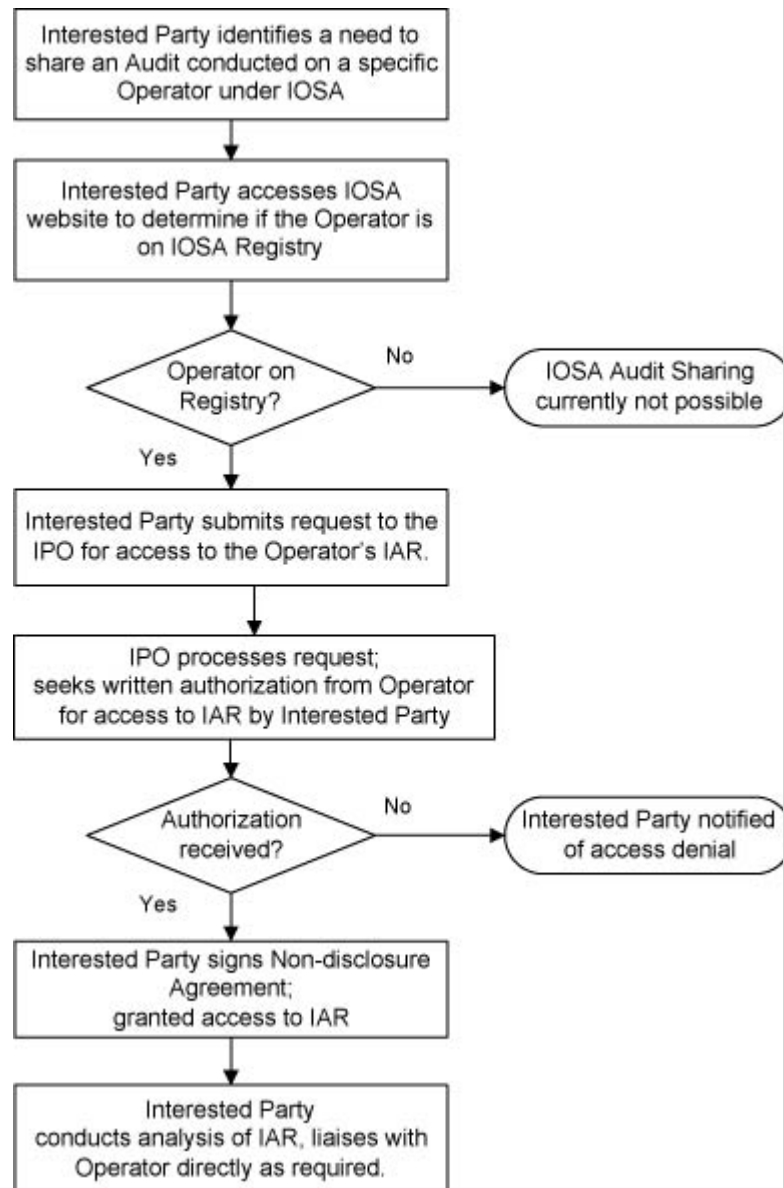 Interested Party identifies a need to
share an Audit conducted on a specific
Operator under IOSA
Interested Party accesses IOSA
website to determine if the Operator is
on IOSA Registry
Operator on
Registry?
No
IOSA Audit Sharing
currently not possible
Yes
Interested Party submits request to the
IPO for access to the Operator's IAR.
IPO processes request;
seeks written authorization from Operator
for access to IAR by Interested Party
Authorization
received?
No
Interested Party notified
of access denial
Yes
Interested Party signs Non-disclosure
Agreement;
granted access to IAR
Interested Party
conducts analysis of IAR, liaises with
Operator directly as required.